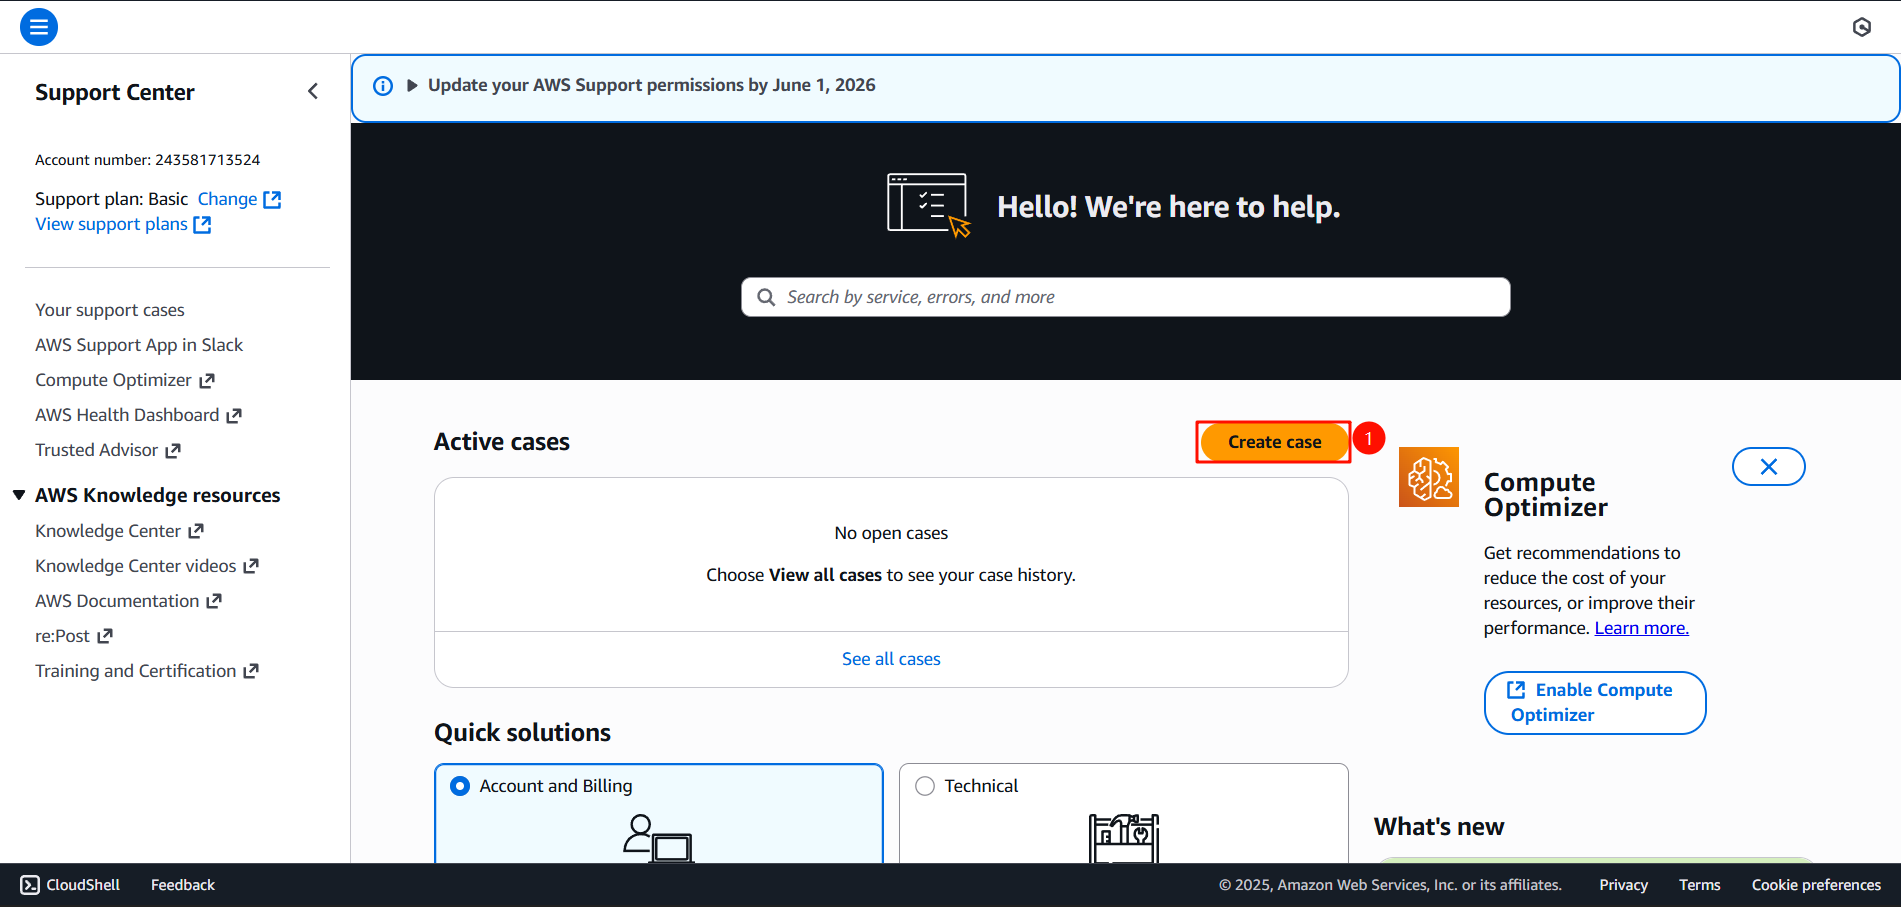 Support Center
Account number: 243581713524
Support plan: Basic Change
View support plans
Your support cases
AWS Support App in Slack
Compute Optimizer
AWS Health Dashboard
Trusted Advisor
AWS Knowledge resources
Knowledge Center
Knowledge Center videos
AWS Documentation
re:Post
Training and Certification
Update your AWS Support permissions by June 1, 2026
Hello! We're here to help.
Search by service, errors, and more
Active cases
Create case
1
No open cases
Choose View all cases to see your case history.
See all cases
Quick solutions
Account and Billing
Technical
Compute
Optimizer
Get recommendations to
reduce the cost of your
resources, or improve their
performance. Learn more.
Enable Compute
Optimizer
What's new
CloudShell
Feedback
© 2025, Amazon Web Services, Inc. or its affiliates.
Privacy
Terms
Cookie preferences